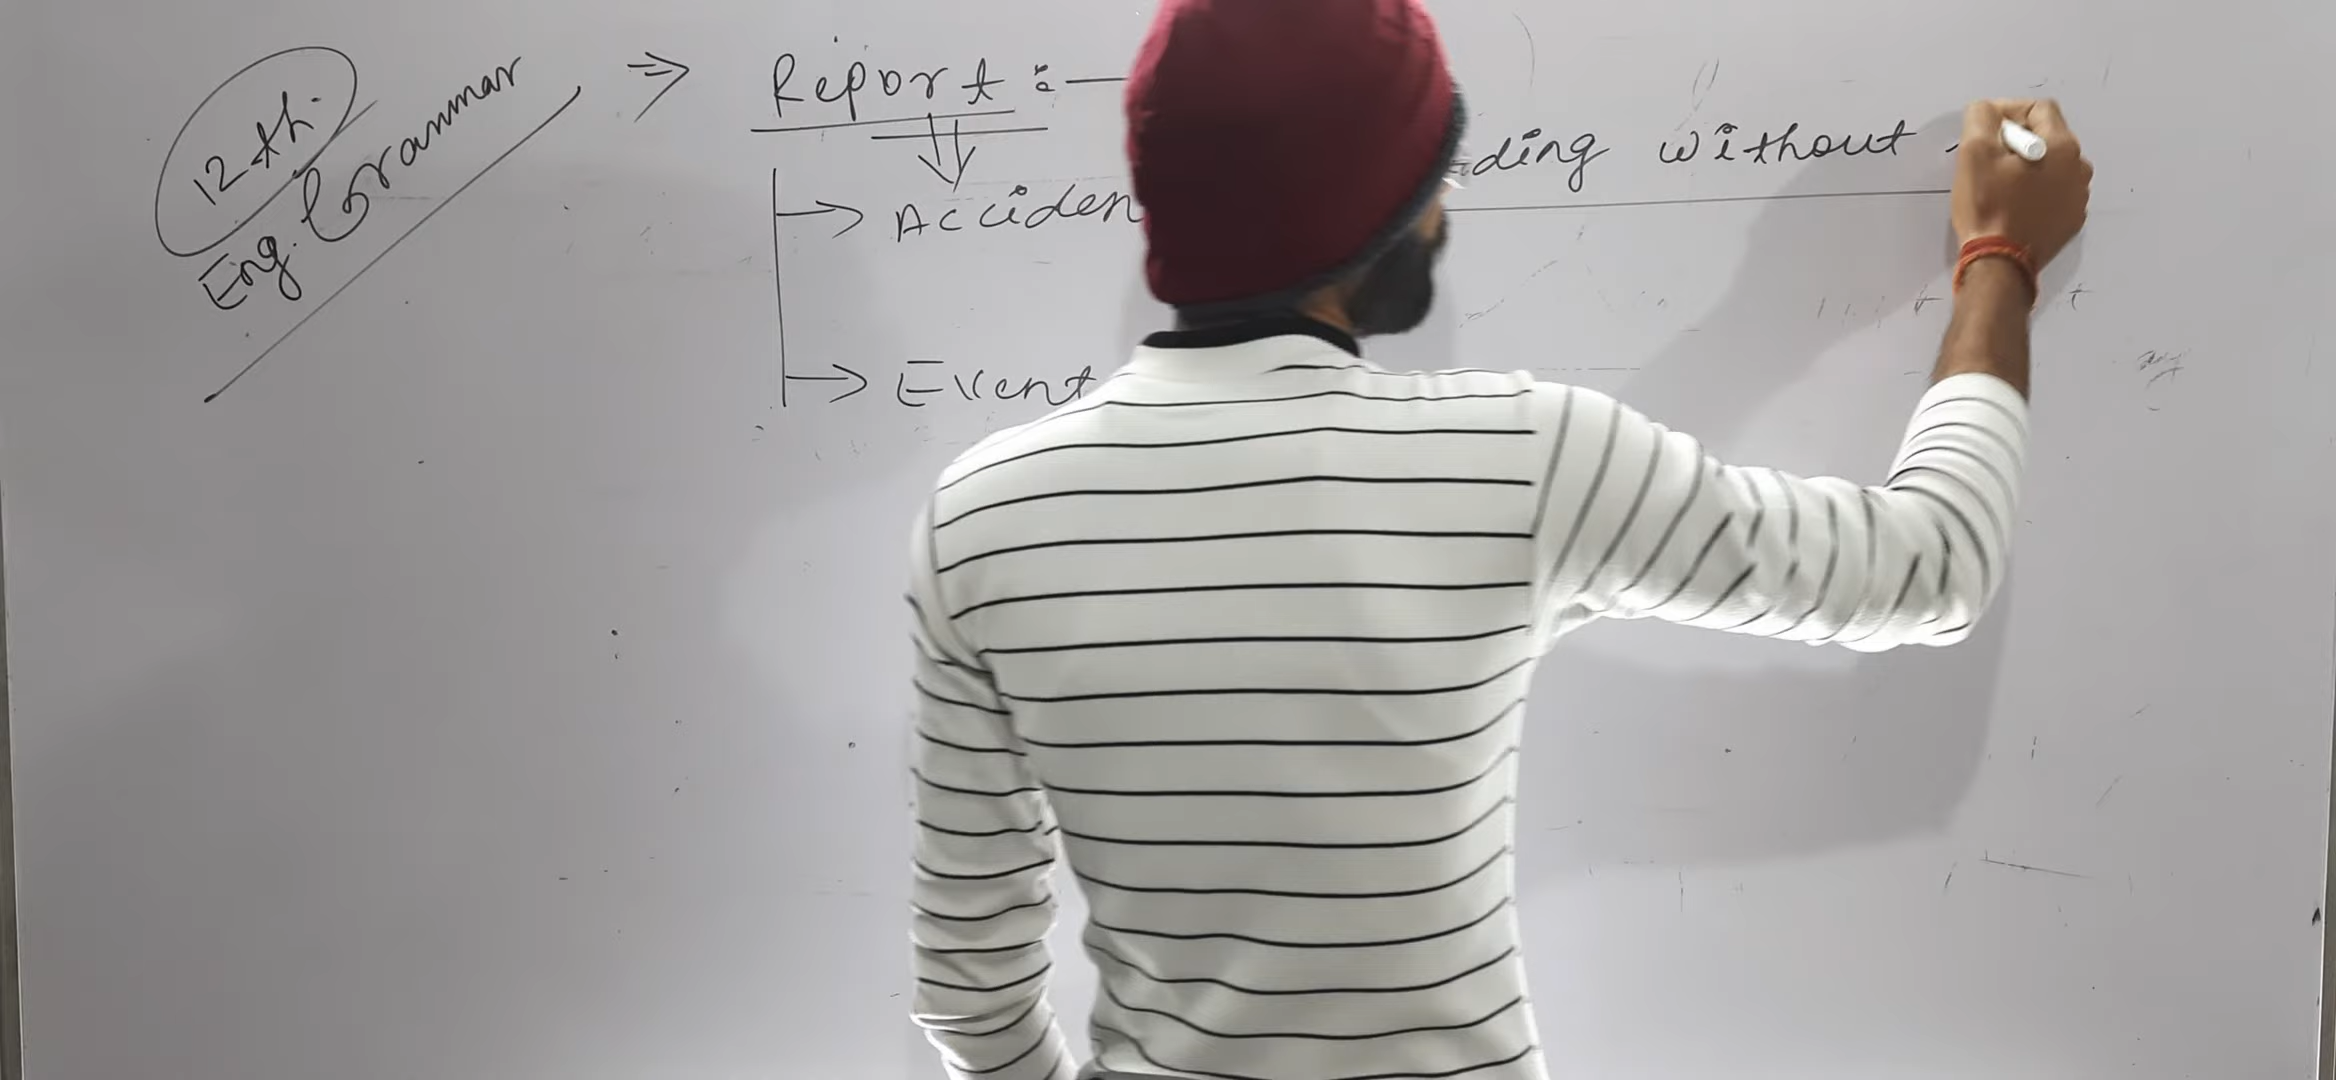 12th.
Eng. Grammar
⇒ Report :—
→ Acciden
ding without
→ Event